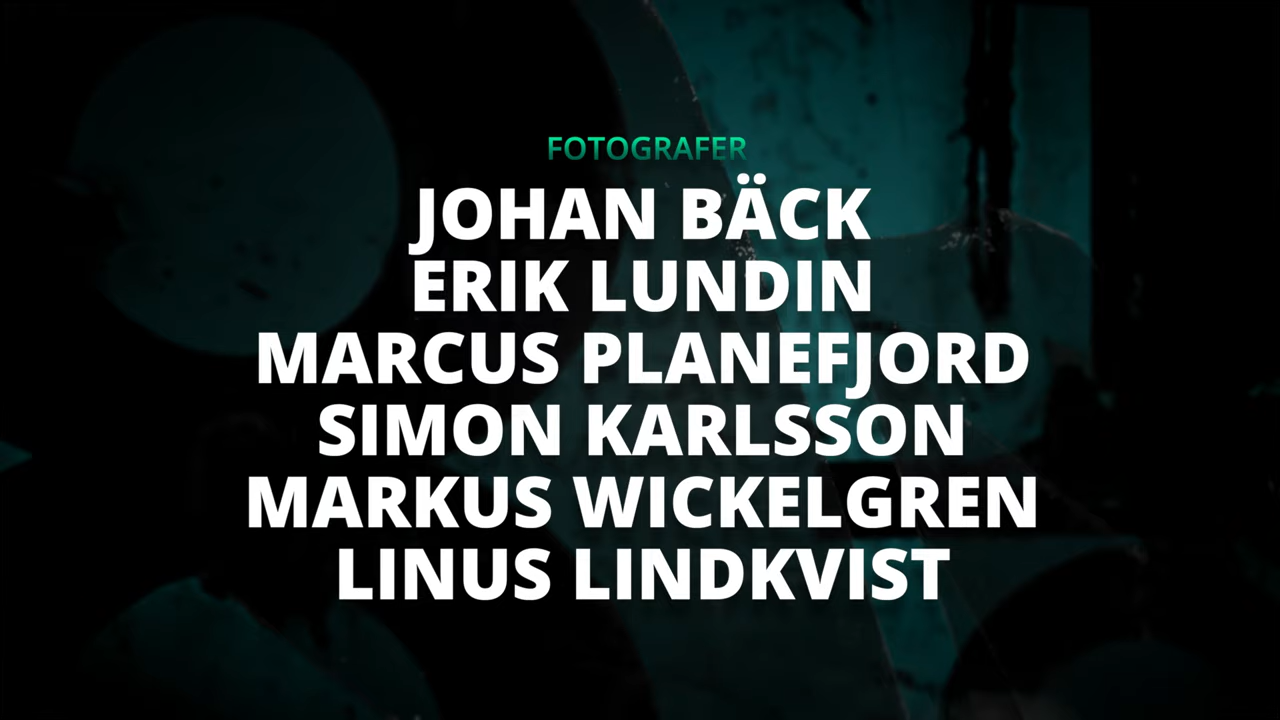 FOTOGRAFER
JOHAN BÄCK
ERIK LUNDIN
MARCUS PLANEFJORD
SIMON KARLSSON
MARKUS WICKELGREN
LINUS LINDKVIST